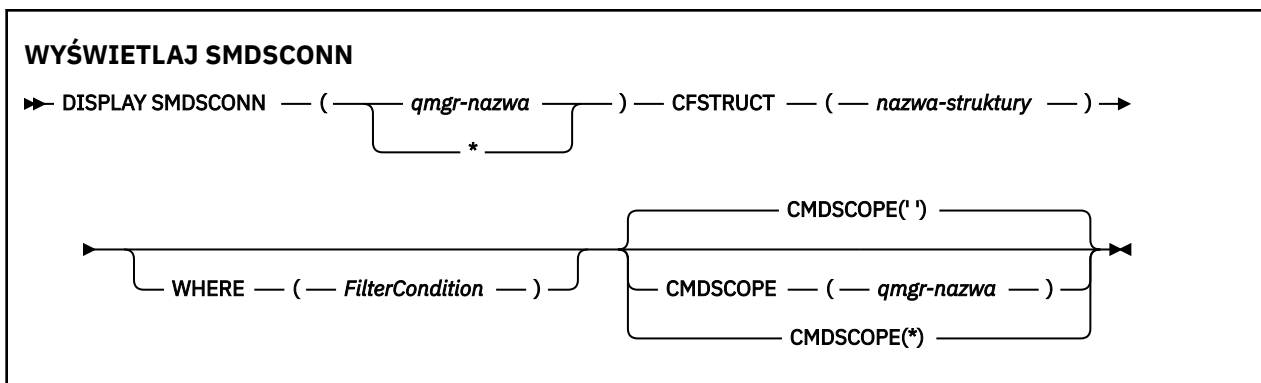 WYŚWIETLAJ SMDSCONN
DISPLAY SMDSCONN ( qmgr-nazwa ) CFSTRUCT ( nazwa-struktury )
*
CMDSCOPE(' ')
WHERE ( FilterCondition ) CMDSCOPE ( qmgr-nazwa )
CMDSCOPE(*)